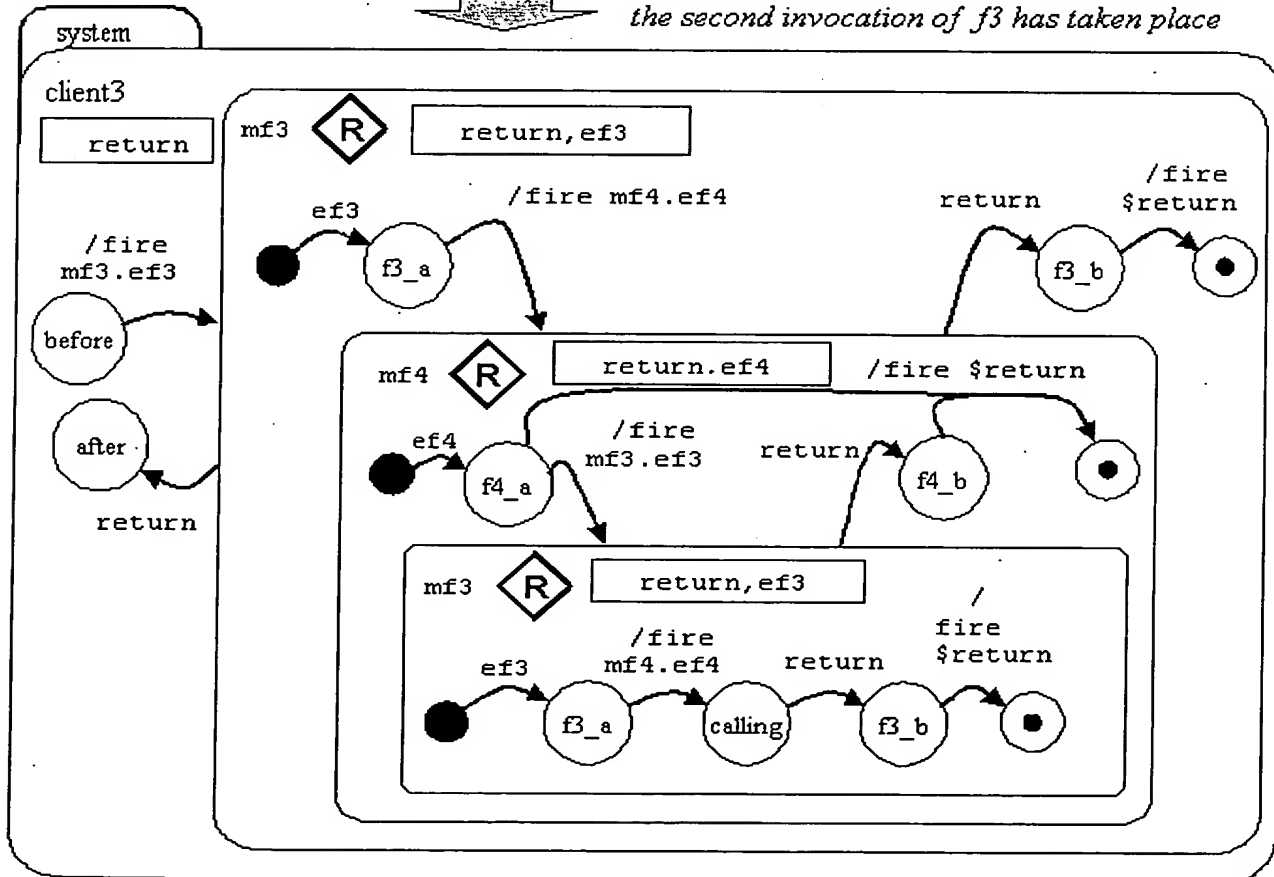 the second invocation of f3 has taken place
system
client3
return
mf3
R
return,ef3
/fire mf4.ef4
return
/fire
$return
ef3
/fire
mf3.ef3
f3_a
f3_b
before
mf4
R
return.ef4
/fire $return
after
ef4
/fire
mf3.ef3
return
f4_a
f4_b
return
mf3
R
return,ef3
/
fire
$return
/fire
mf4.ef4
return
ef3
f3_a
calling
f3_b